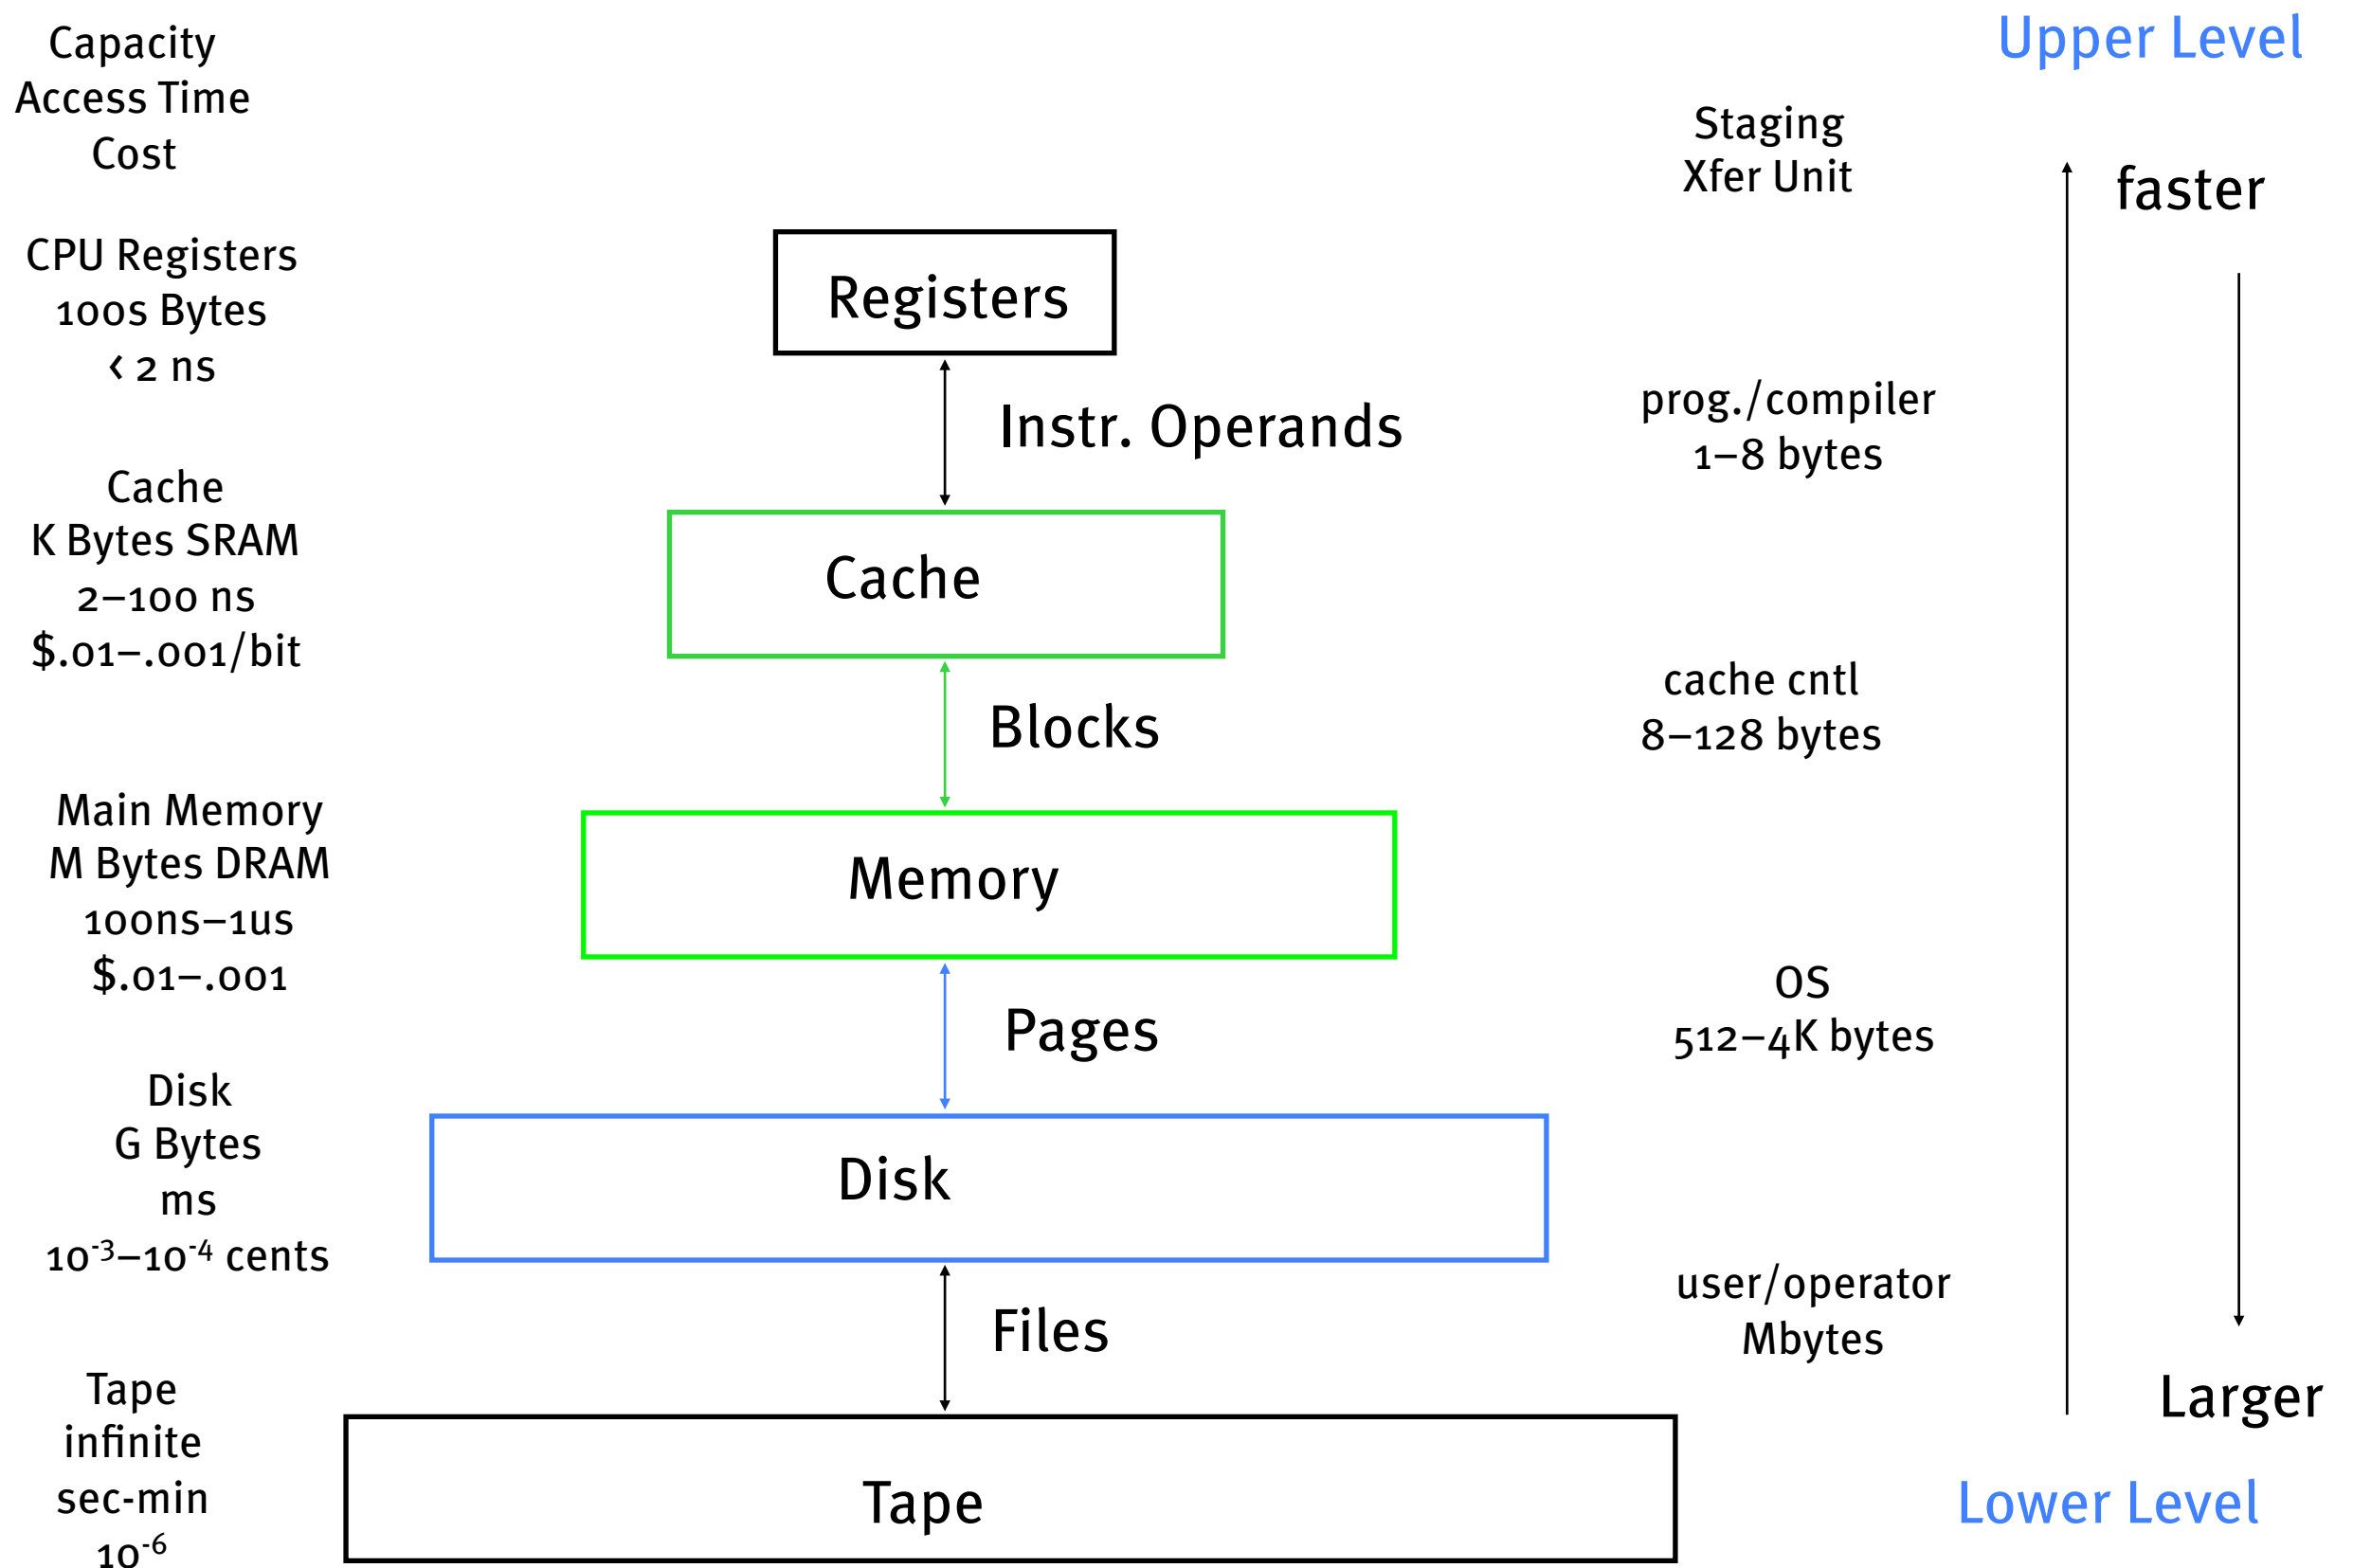 Capacity
Access Time
Cost
Upper Level
Staging
Xfer Unit
faster
CPU Registers
100s Bytes
< 2 ns
Registers
Instr. Operands
prog./compiler
1–8 bytes
Cache
K Bytes SRAM
2–100 ns
$.01–.001/bit
Cache
Blocks
cache cntl
8–128 bytes
Main Memory
M Bytes DRAM
100ns–1us
$.01–.001
Memory
Pages
OS
512–4K bytes
Disk
G Bytes
ms
10⁻³–10⁻⁴ cents
Disk
Files
user/operator
Mbytes
Larger
Tape
infinite
sec-min
10⁻⁶
Tape
Lower Level